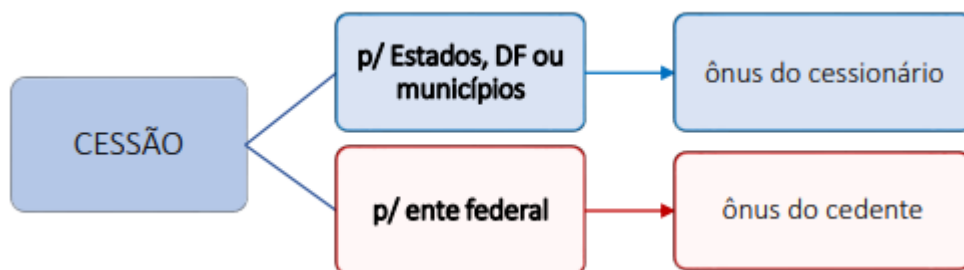 CESSÃO
p/ Estados, DF ou
municípios
ônus do cessionário
p/ ente federal
ônus do cedente